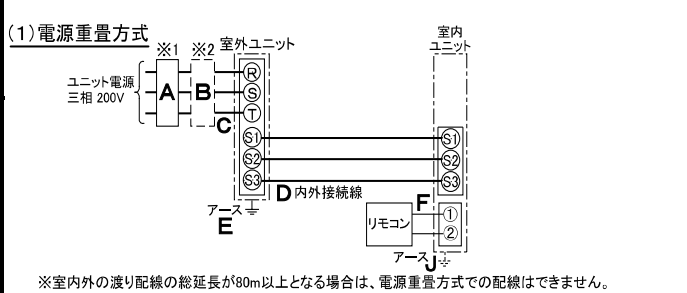 (1)電源重畳方式
※1 ※2 室外ユニット 室内ユニット
ユニット電源
三相 200V
A B C
R
S
T
S1 S1
S2 S2
S3 S3
D 内外接続線
アース
E
リモコン
F
①
②
アース J
※室内外の渡り配線の総延長が80m以上となる場合は、電源重畳方式での配線はできません。